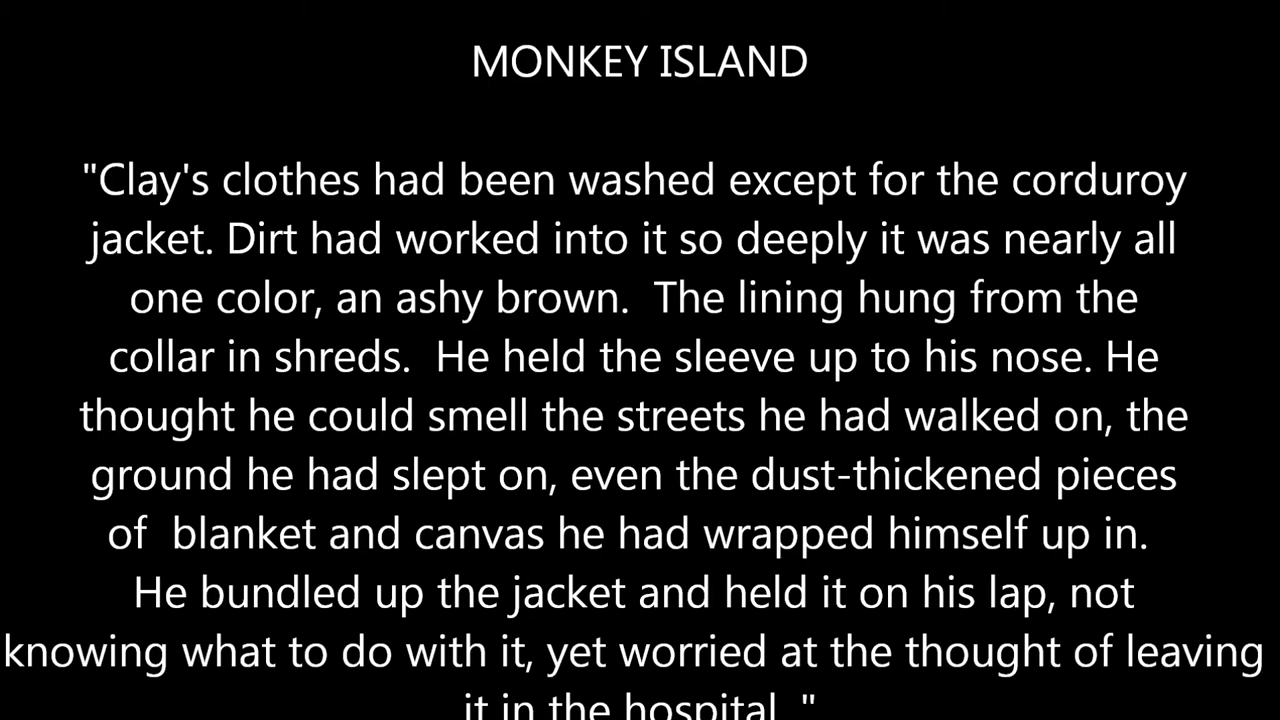 MONKEY ISLAND
"Clay's clothes had been washed except for the corduroy
jacket. Dirt had worked into it so deeply it was nearly all
one color, an ashy brown.  The lining hung from the
collar in shreds.  He held the sleeve up to his nose. He
thought he could smell the streets he had walked on, the
ground he had slept on, even the dust-thickened pieces
of  blanket and canvas he had wrapped himself up in.
He bundled up the jacket and held it on his lap, not
knowing what to do with it, yet worried at the thought of leaving
it in the hospital. "